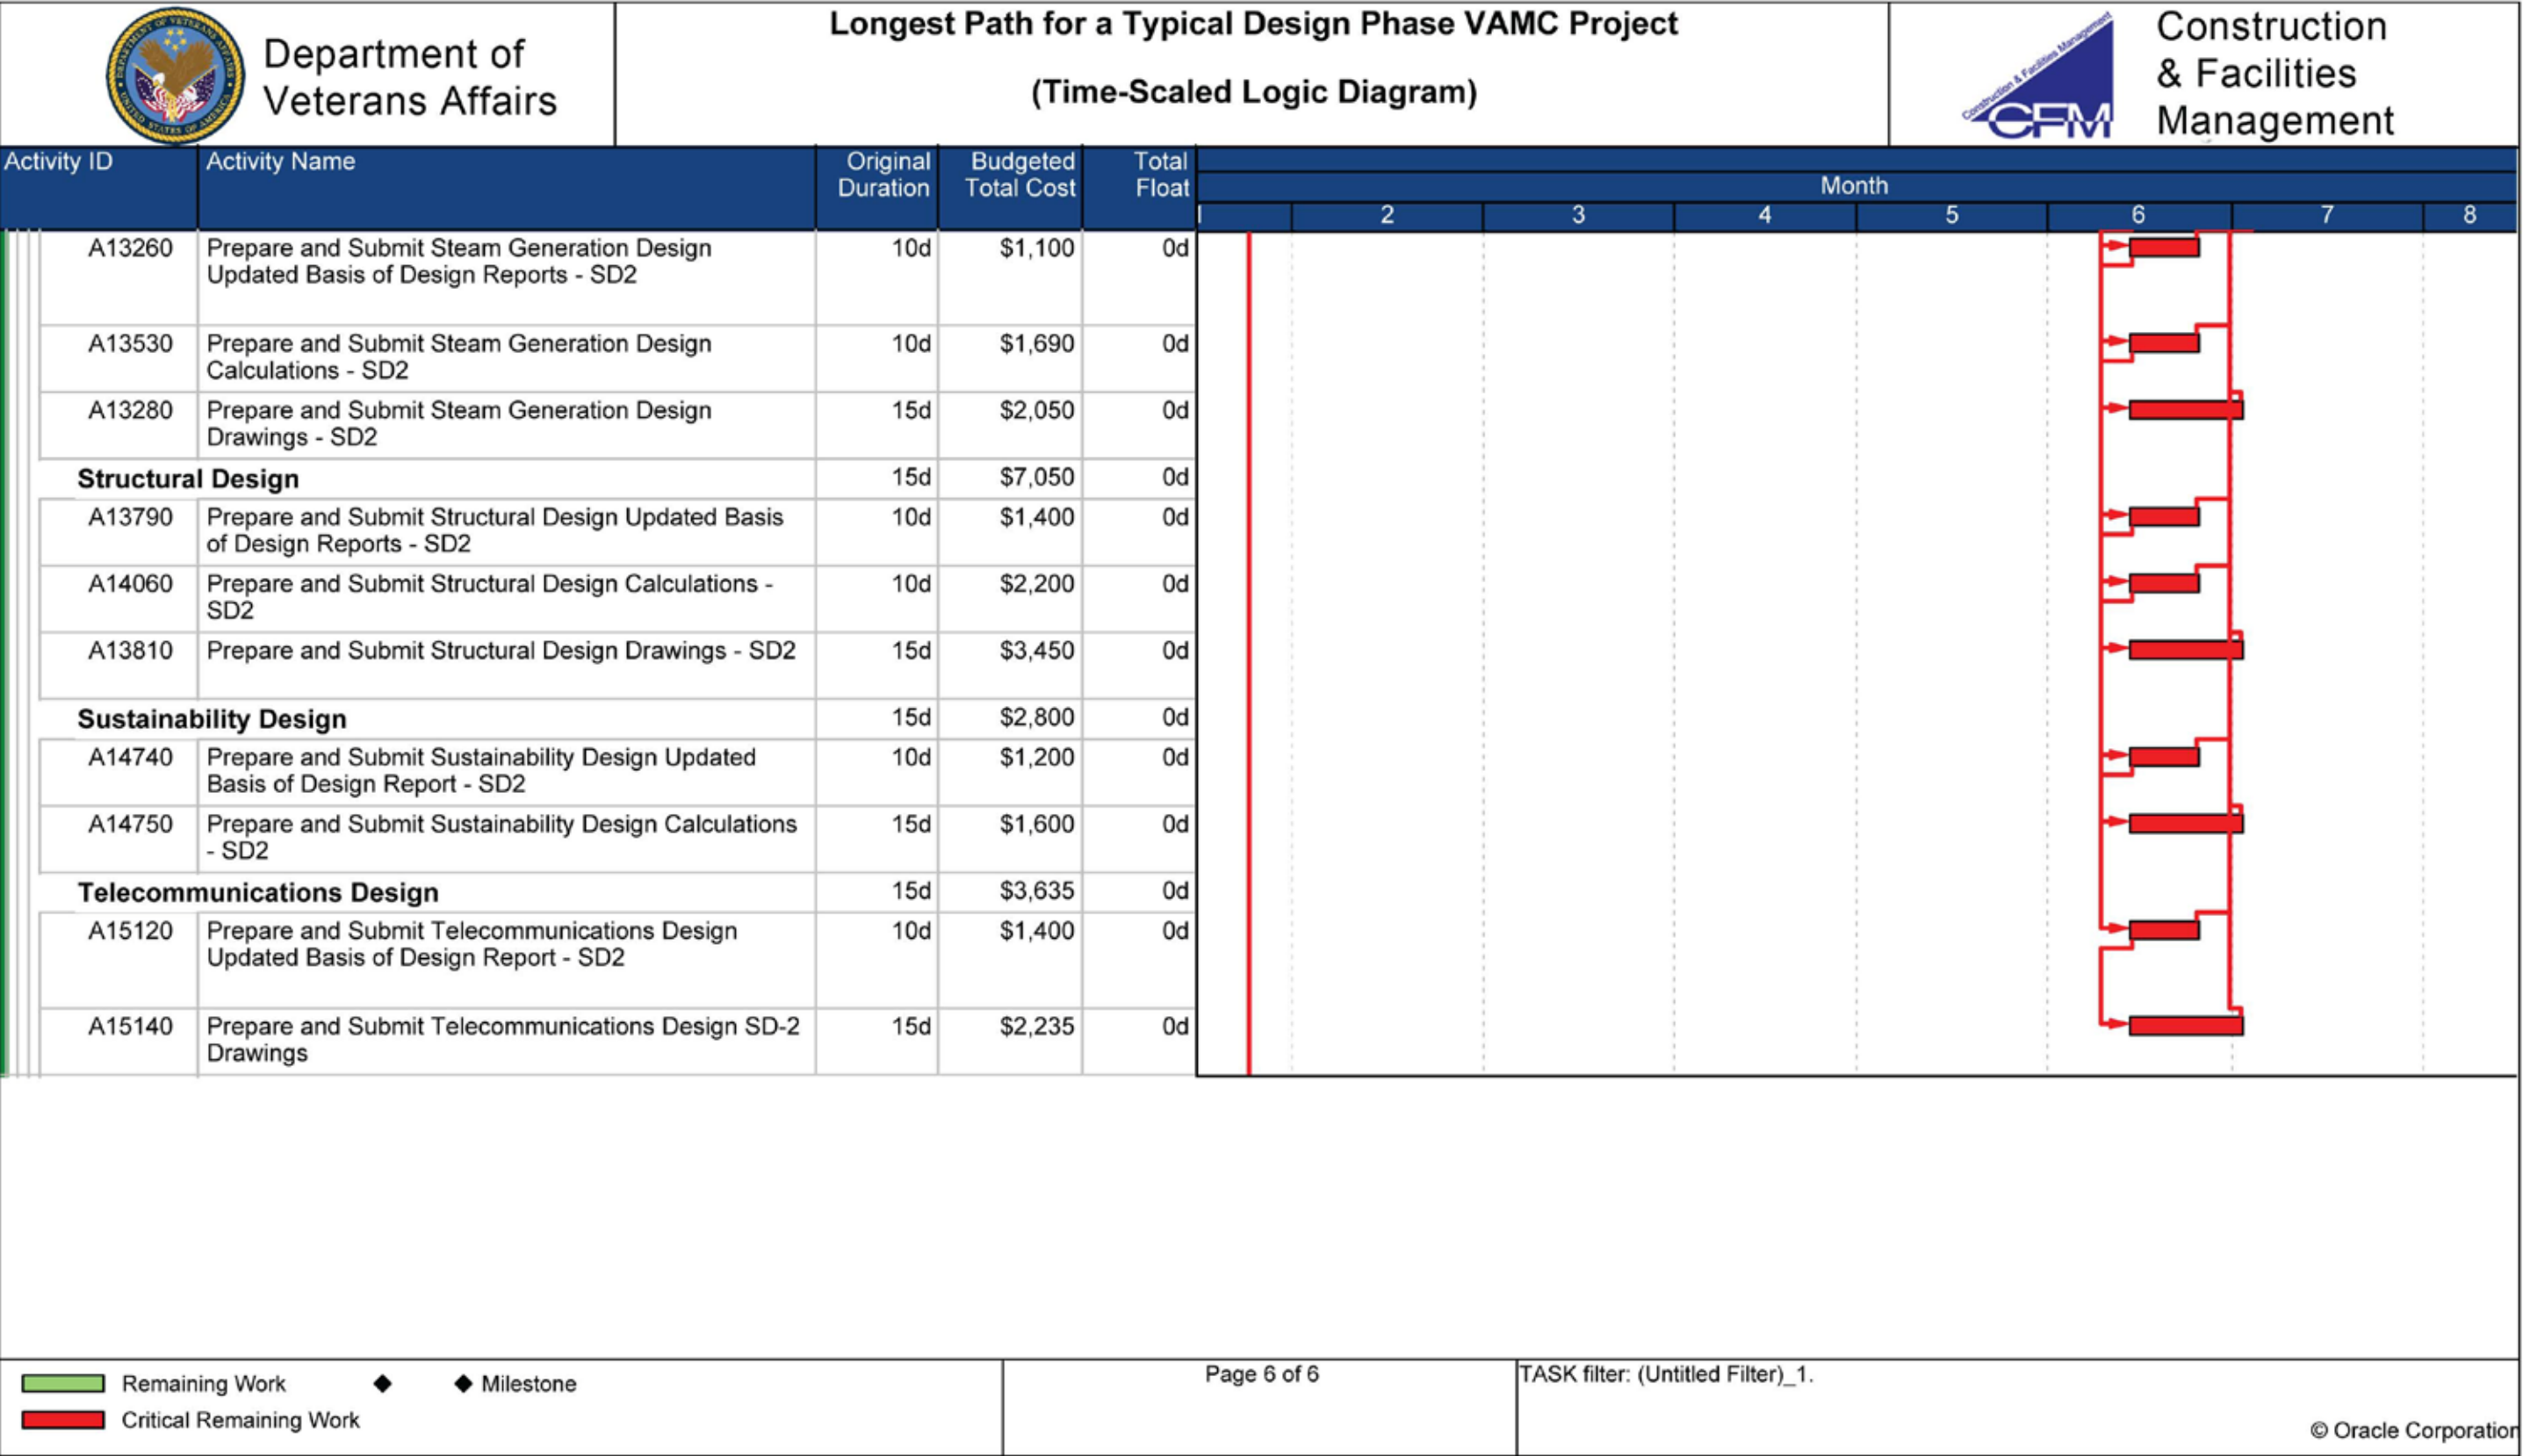 Department of
Veterans Affairs
Longest Path for a Typical Design Phase VAMC Project
(Time-Scaled Logic Diagram)
Construction & Facilities Management
CFM
Construction
& Facilities
Management
Activity ID
Activity Name
Original
Duration
Budgeted
Total Cost
Total
Float
Month
2 3 4 5 6 7 8
A13260 Prepare and Submit Steam Generation Design 10d $1,100 0d
Updated Basis of Design Reports - SD2
A13530 Prepare and Submit Steam Generation Design 10d $1,690 0d
Calculations - SD2
A13280 Prepare and Submit Steam Generation Design 15d $2,050 0d
Drawings - SD2
Structural Design 15d $7,050 0d
A13790 Prepare and Submit Structural Design Updated Basis 10d $1,400 0d
of Design Reports - SD2
A14060 Prepare and Submit Structural Design Calculations - 10d $2,200 0d
SD2
A13810 Prepare and Submit Structural Design Drawings - SD2 15d $3,450 0d
Sustainability Design 15d $2,800 0d
A14740 Prepare and Submit Sustainability Design Updated 10d $1,200 0d
Basis of Design Report - SD2
A14750 Prepare and Submit Sustainability Design Calculations 15d $1,600 0d
- SD2
Telecommunications Design 15d $3,635 0d
A15120 Prepare and Submit Telecommunications Design 10d $1,400 0d
Updated Basis of Design Report - SD2
A15140 Prepare and Submit Telecommunications Design SD-2 15d $2,235 0d
Drawings
Remaining Work
Milestone
Critical Remaining Work
Page 6 of 6
TASK filter: (Untitled Filter)_1.
© Oracle Corporation